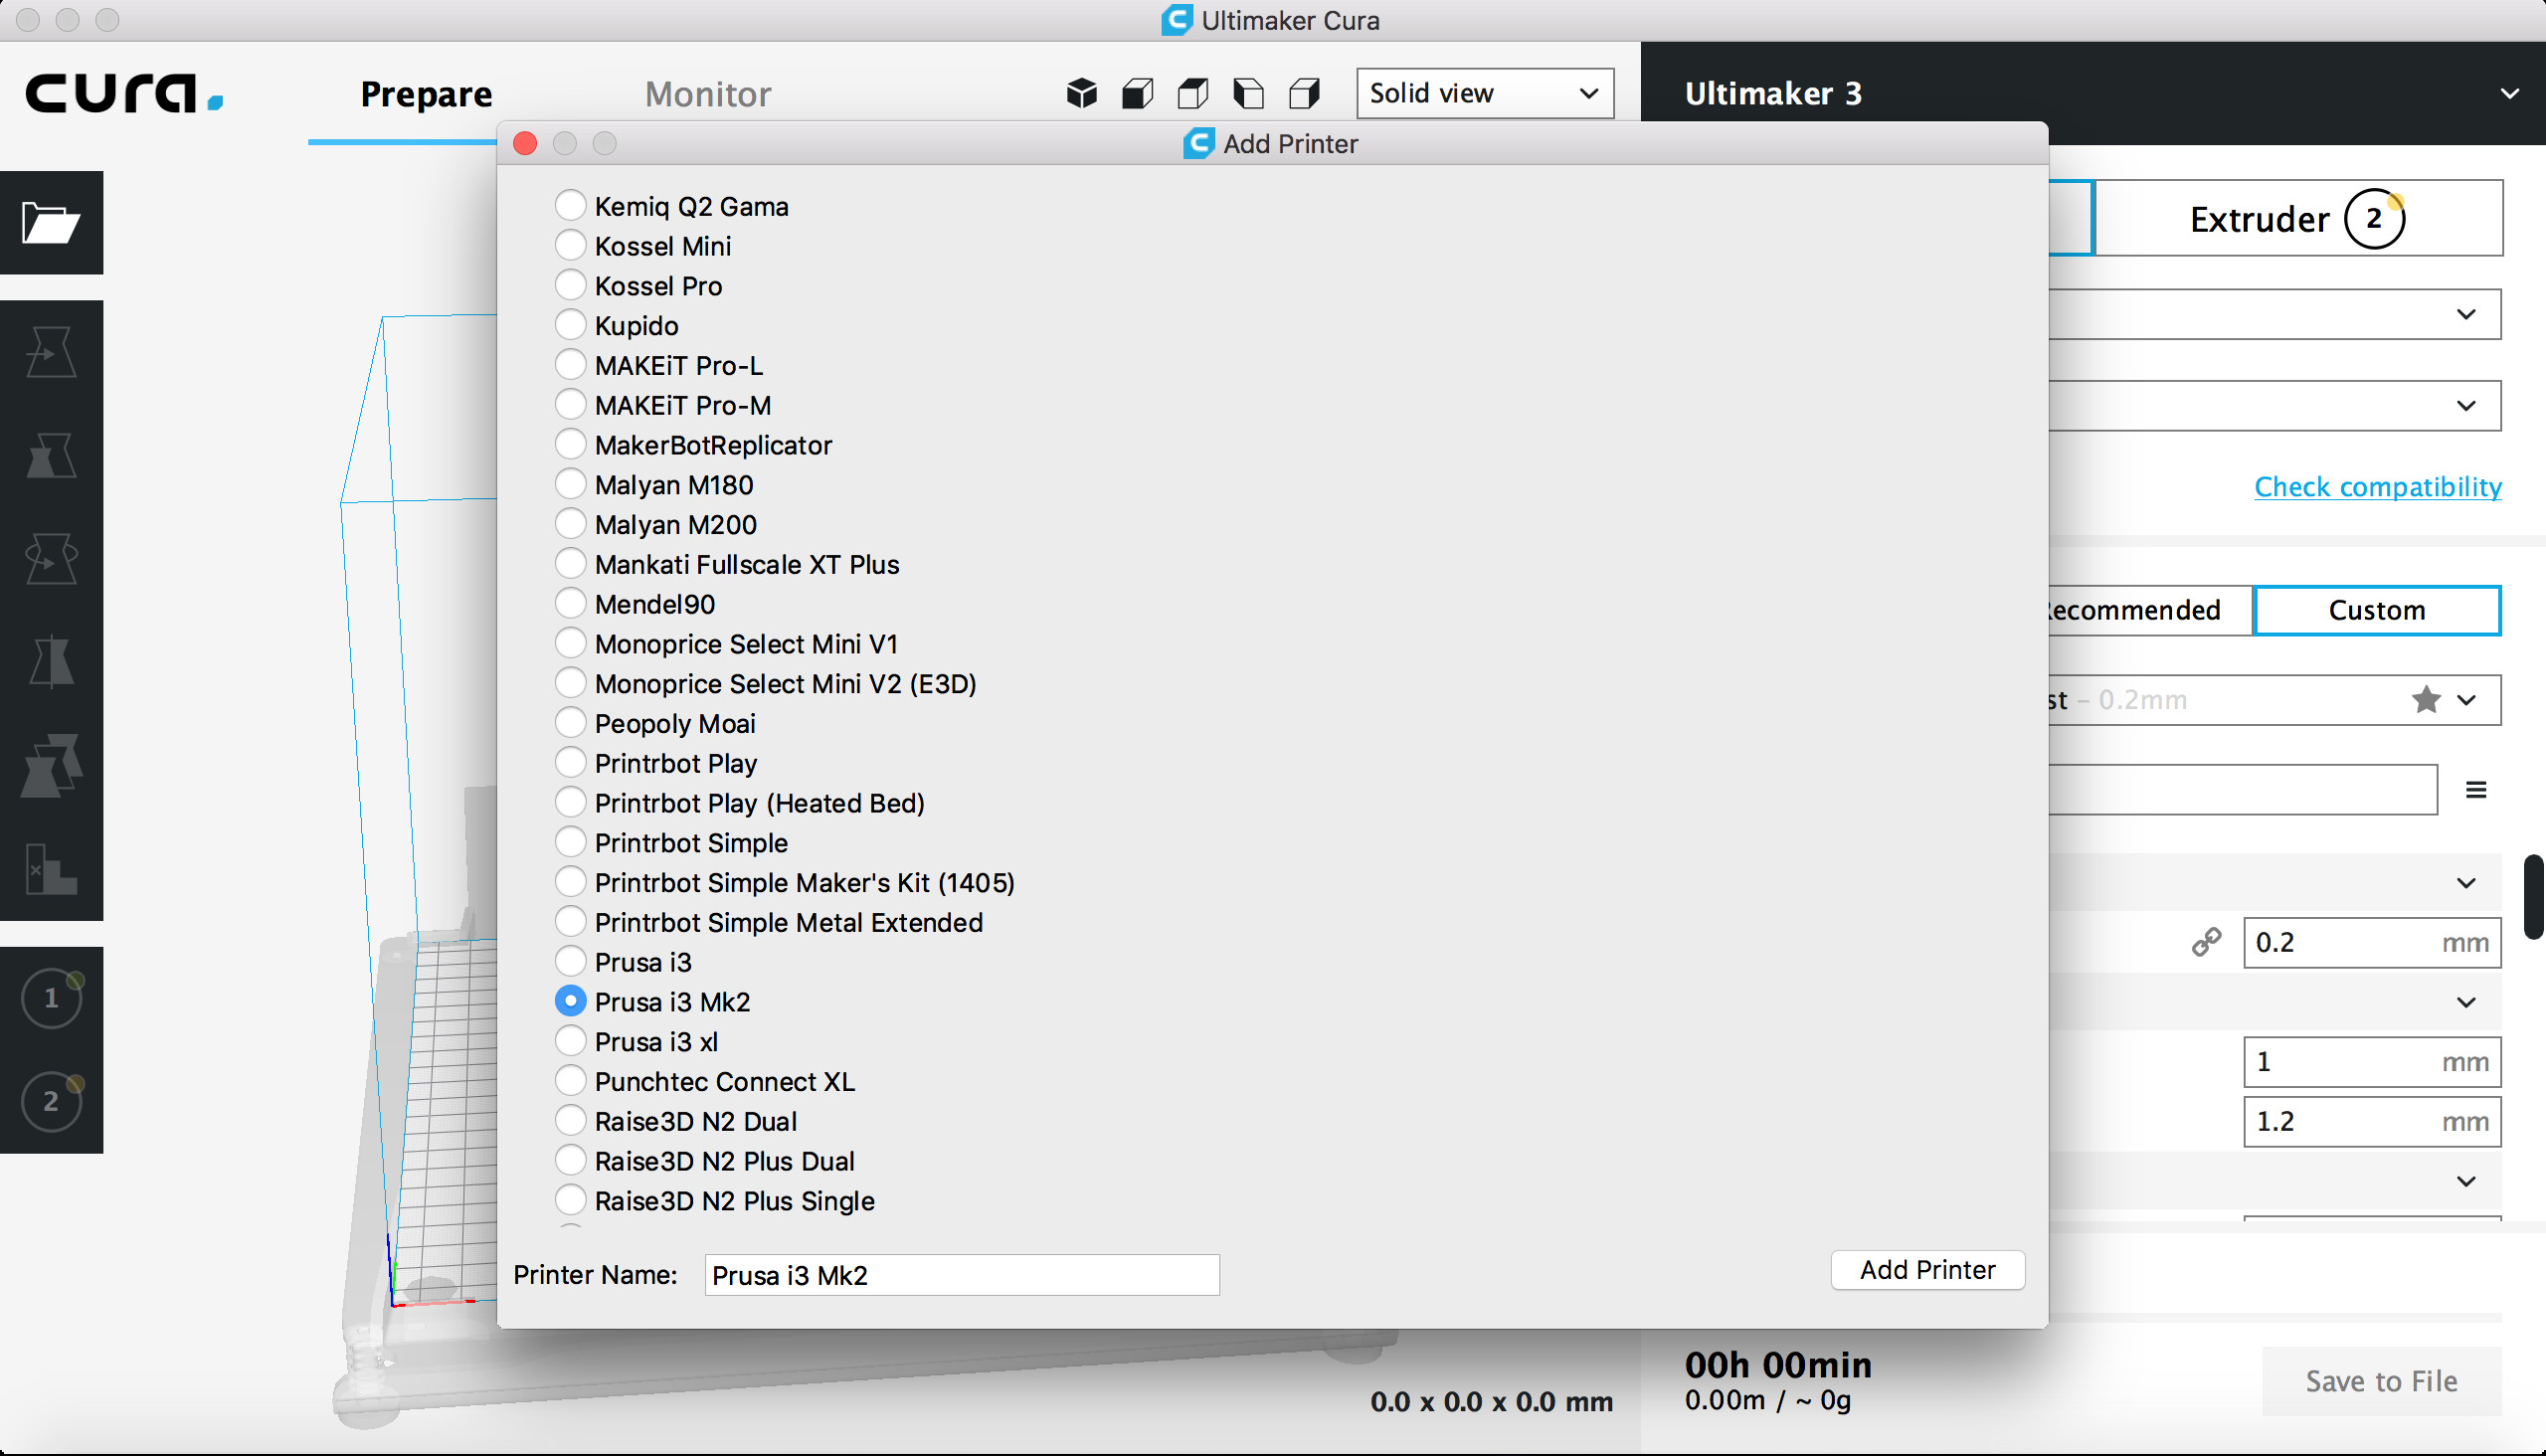 Ultimaker Cura
cura.
Prepare
Monitor
Solid view
Ultimaker 3
Add Printer
Kemiq Q2 Gama
Kossel Mini
Kossel Pro
Kupido
MAKEiT Pro-L
MAKEiT Pro-M
MakerBotReplicator
Malyan M180
Malyan M200
Mankati Fullscale XT Plus
Mendel90
Monoprice Select Mini V1
Monoprice Select Mini V2 (E3D)
Peopoly Moai
Printrbot Play
Printrbot Play (Heated Bed)
Printrbot Simple
Printrbot Simple Maker's Kit (1405)
Printrbot Simple Metal Extended
Prusa i3
Prusa i3 Mk2
Prusa i3 xl
Punchtec Connect XL
Raise3D N2 Dual
Raise3D N2 Plus Dual
Raise3D N2 Plus Single
Printer Name: Prusa i3 Mk2
Add Printer
Extruder 2
Check compatibility
ecommended
Custom
st – 0.2mm
0.2 mm
1 mm
1.2 mm
1
2
0.0 x 0.0 x 0.0 mm
00h 00min
0.00m / ~ 0g
Save to File